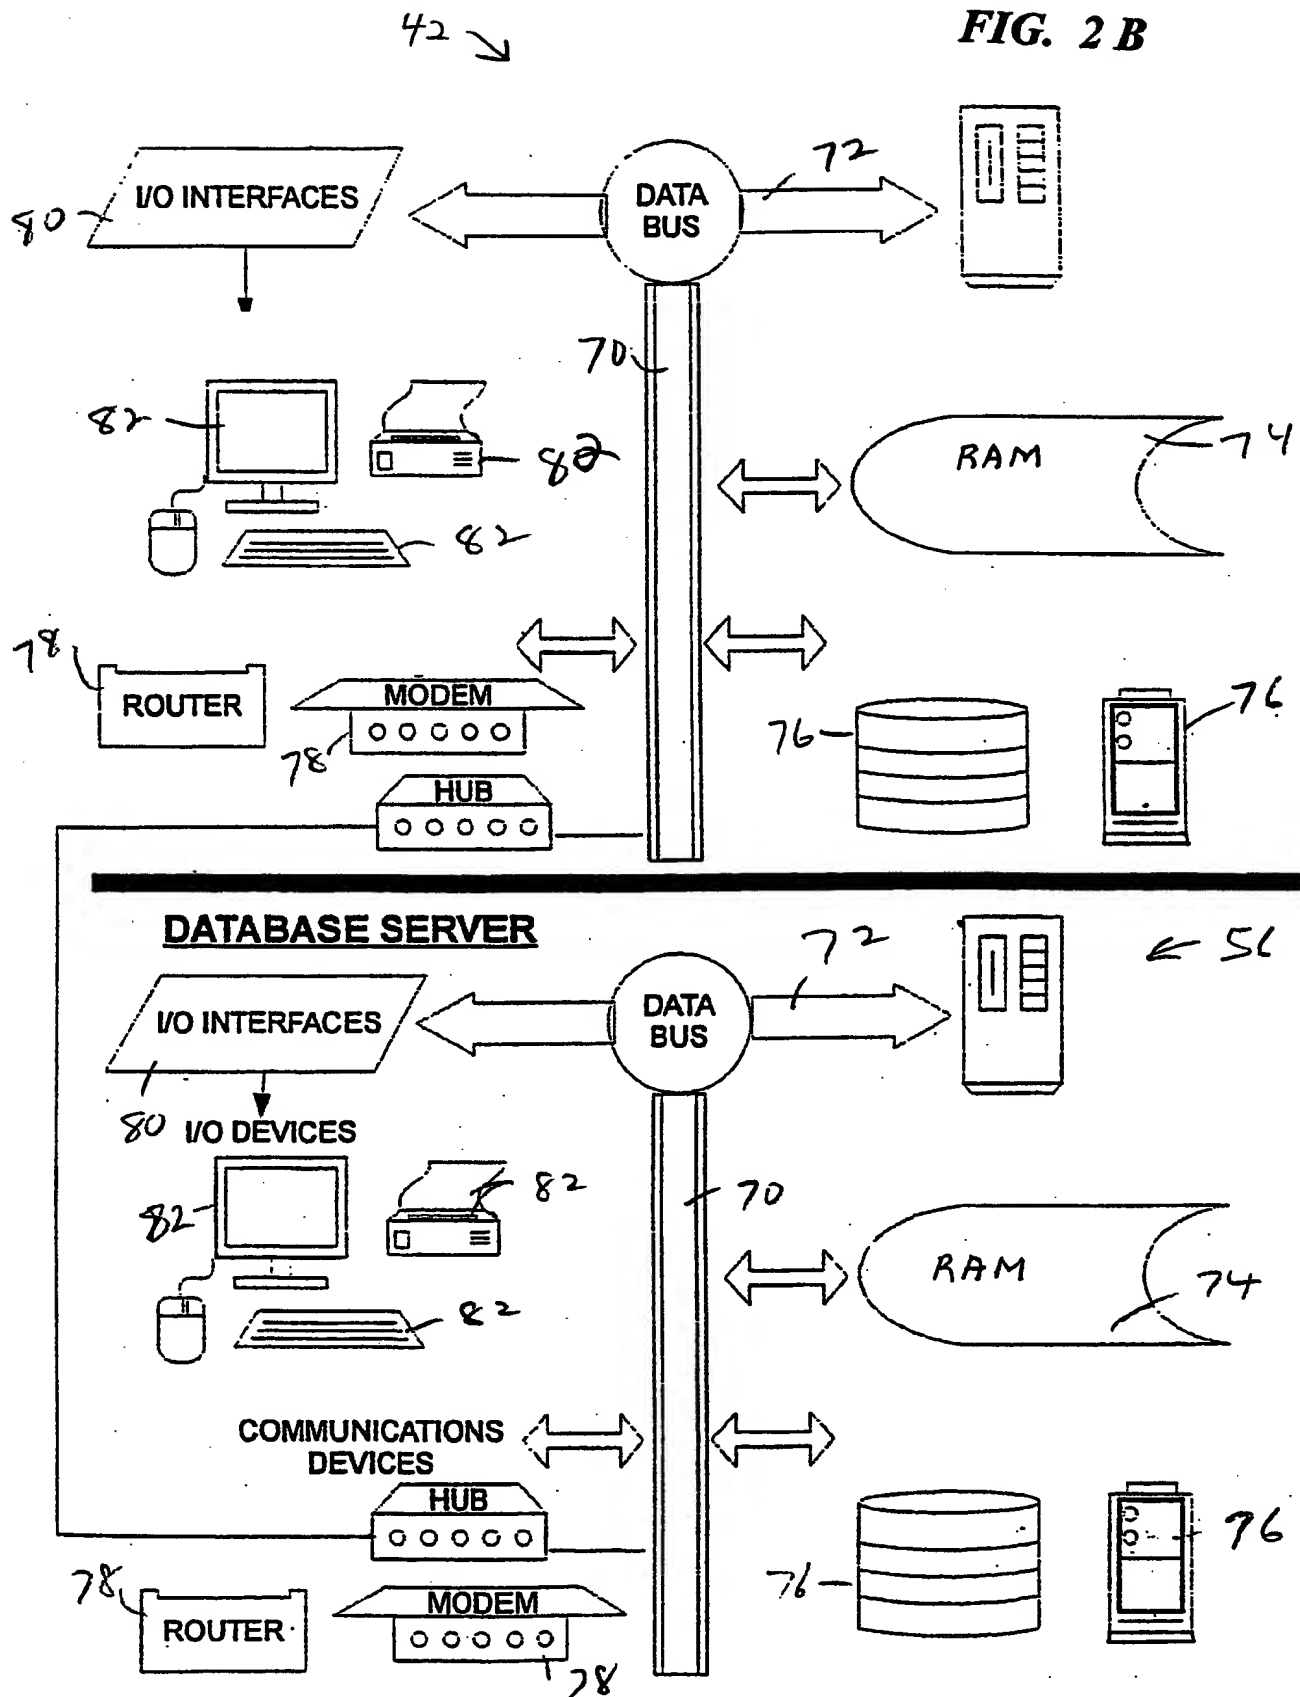 42
FIG. 2 B
I/O INTERFACES
DATA
BUS
72
80
70
82
82
RAM
74
82
78
ROUTER
MODEM
76
76
78
HUB
DATABASE SERVER
72
56
I/O INTERFACES
DATA
BUS
80
I/O DEVICES
82
82
70
RAM
74
82
COMMUNICATIONS
DEVICES
HUB
76
76
78
ROUTER
MODEM
78